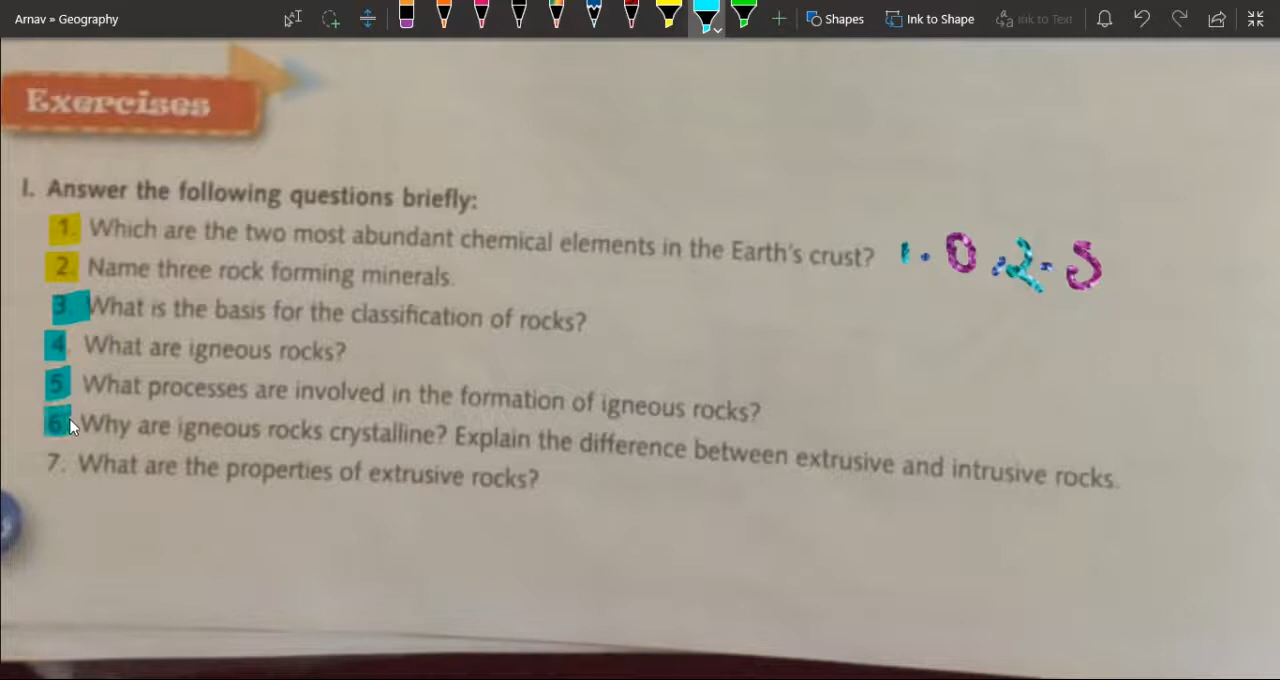 Arnav » Geography
Shapes
Ink to Shape
Ink to Text
Exercises
I. Answer the following questions briefly:
1. Which are the two most abundant chemical elements in the Earth's crust? 1. O 2. S
2. Name three rock forming minerals.
3. What is the basis for the classification of rocks?
4. What are igneous rocks?
5. What processes are involved in the formation of igneous rocks?
6. Why are igneous rocks crystalline? Explain the difference between extrusive and intrusive rocks.
7. What are the properties of extrusive rocks?